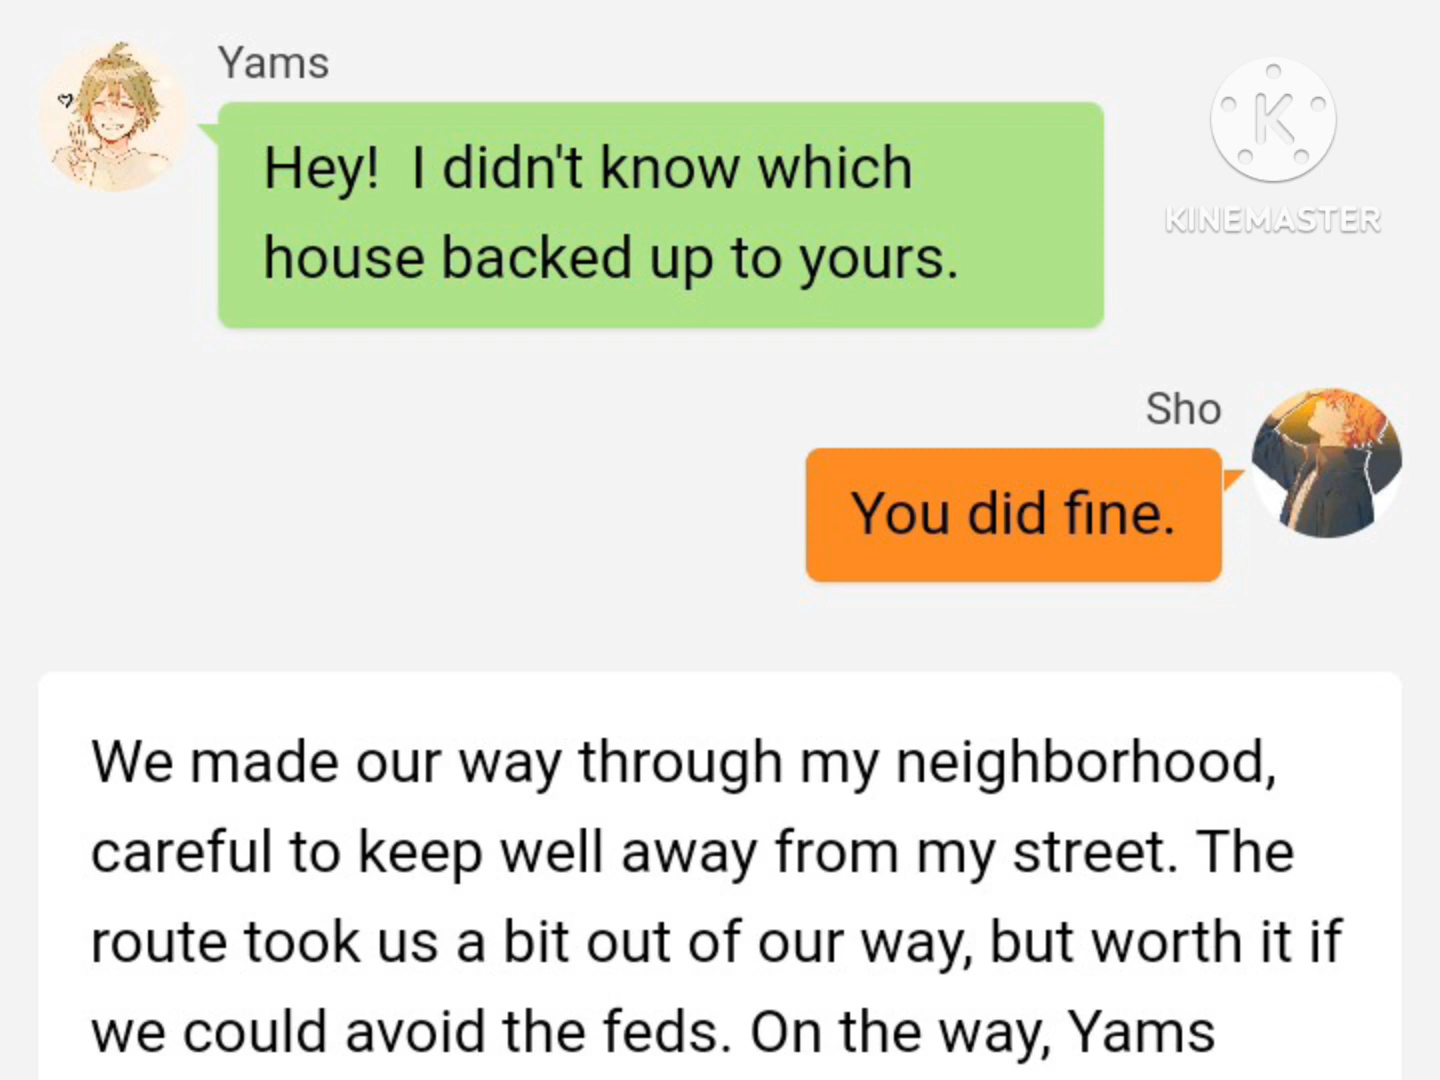 Yams
Hey!  I didn't know which
house backed up to yours.
KINEMASTER
Sho
You did fine.
We made our way through my neighborhood,
careful to keep well away from my street. The
route took us a bit out of our way, but worth it if
we could avoid the feds. On the way, Yams